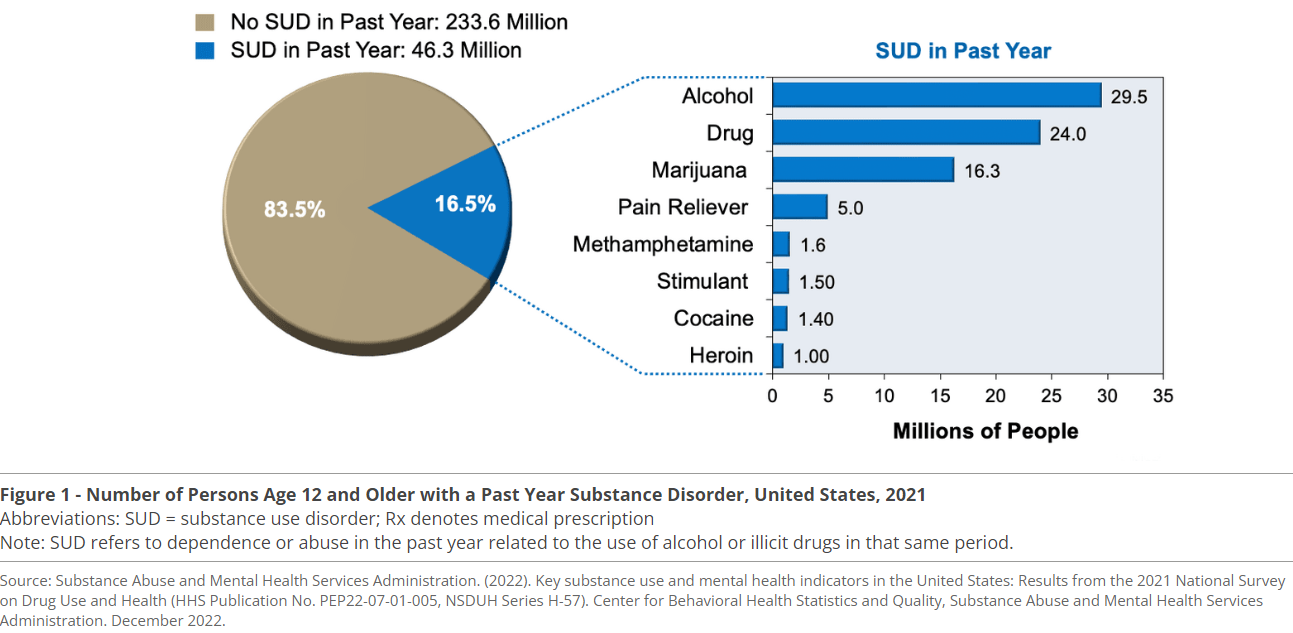 No SUD in Past Year: 233.6 Million
SUD in Past Year: 46.3 Million
83.5%
16.5%
SUD in Past Year
Alcohol 29.5
Drug 24.0
Marijuana 16.3
Pain Reliever 5.0
Methamphetamine 1.6
Stimulant 1.50
Cocaine 1.40
Heroin 1.00
0 5 10 15 20 25 30 35
Millions of People
Figure 1 - Number of Persons Age 12 and Older with a Past Year Substance Disorder, United States, 2021
Abbreviations: SUD = substance use disorder; Rx denotes medical prescription
Note: SUD refers to dependence or abuse in the past year related to the use of alcohol or illicit drugs in that same period.
Source: Substance Abuse and Mental Health Services Administration. (2022). Key substance use and mental health indicators in the United States: Results from the 2021 National Survey
on Drug Use and Health (HHS Publication No. PEP22-07-01-005, NSDUH Series H-57). Center for Behavioral Health Statistics and Quality, Substance Abuse and Mental Health Services
Administration. December 2022.